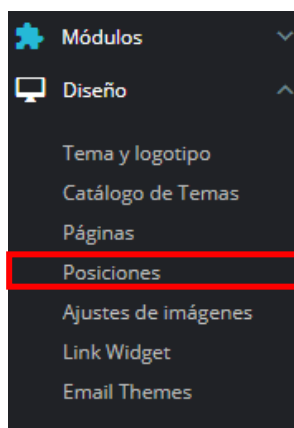 Módulos
Diseño
Tema y logotipo
Catálogo de Temas
Páginas
Posiciones
Ajustes de imágenes
Link Widget
Email Themes